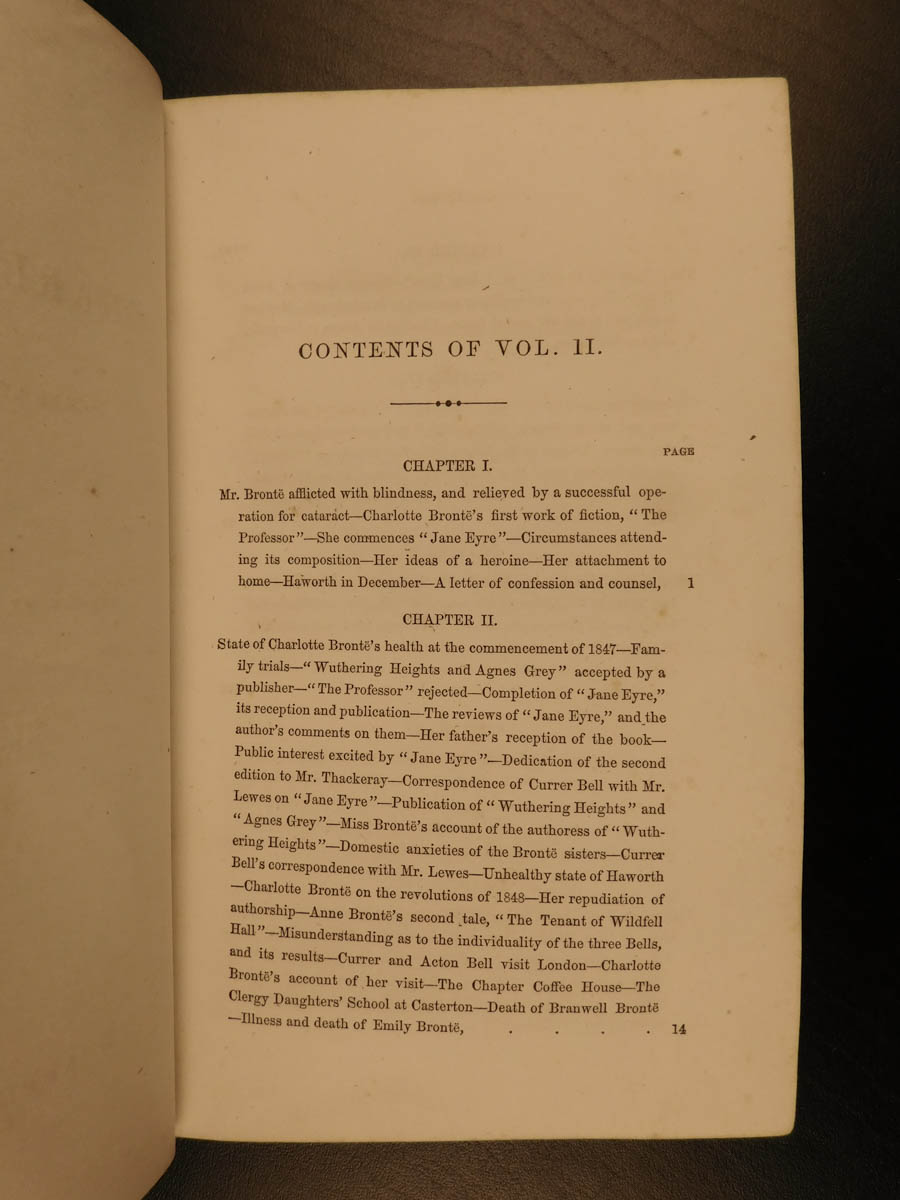 CONTENTS OF VOL. II.
PAGE
CHAPTER I.
Mr. Brontë afflicted with blindness, and relieved by a successful ope-
ration for cataract—Charlotte Brontë's first work of fiction, "The
Professor"—She commences "Jane Eyre"—Circumstances attend-
ing its composition—Her ideas of a heroine—Her attachment to
home—Haworth in December—A letter of confession and counsel, 1
CHAPTER II.
State of Charlotte Brontë's health at the commencement of 1847—Fam-
ily trials—"Wuthering Heights and Agnes Grey" accepted by a
publisher—"The Professor" rejected—Completion of "Jane Eyre,"
its reception and publication—The reviews of "Jane Eyre," and the
author's comments on them—Her father's reception of the book—
Public interest excited by "Jane Eyre"—Dedication of the second
edition to Mr. Thackeray—Correspondence of Currer Bell with Mr.
Lewes on "Jane Eyre"—Publication of "Wuthering Heights" and
"Agnes Grey"—Miss Brontë's account of the authoress of "Wuth-
ering Heights"—Domestic anxieties of the Brontë sisters—Currer
Bell's correspondence with Mr. Lewes—Unhealthy state of Haworth
—Charlotte Brontë on the revolutions of 1848—Her repudiation of
authorship—Anne Brontë's second tale, "The Tenant of Wildfell
Hall"—Misunderstanding as to the individuality of the three Bells,
and its results—Currer and Acton Bell visit London—Charlotte
Brontë's account of her visit—The Chapter Coffee House—The
Clergy Daughters' School at Casterton—Death of Branwell Brontë
—Illness and death of Emily Brontë, . . . . 14